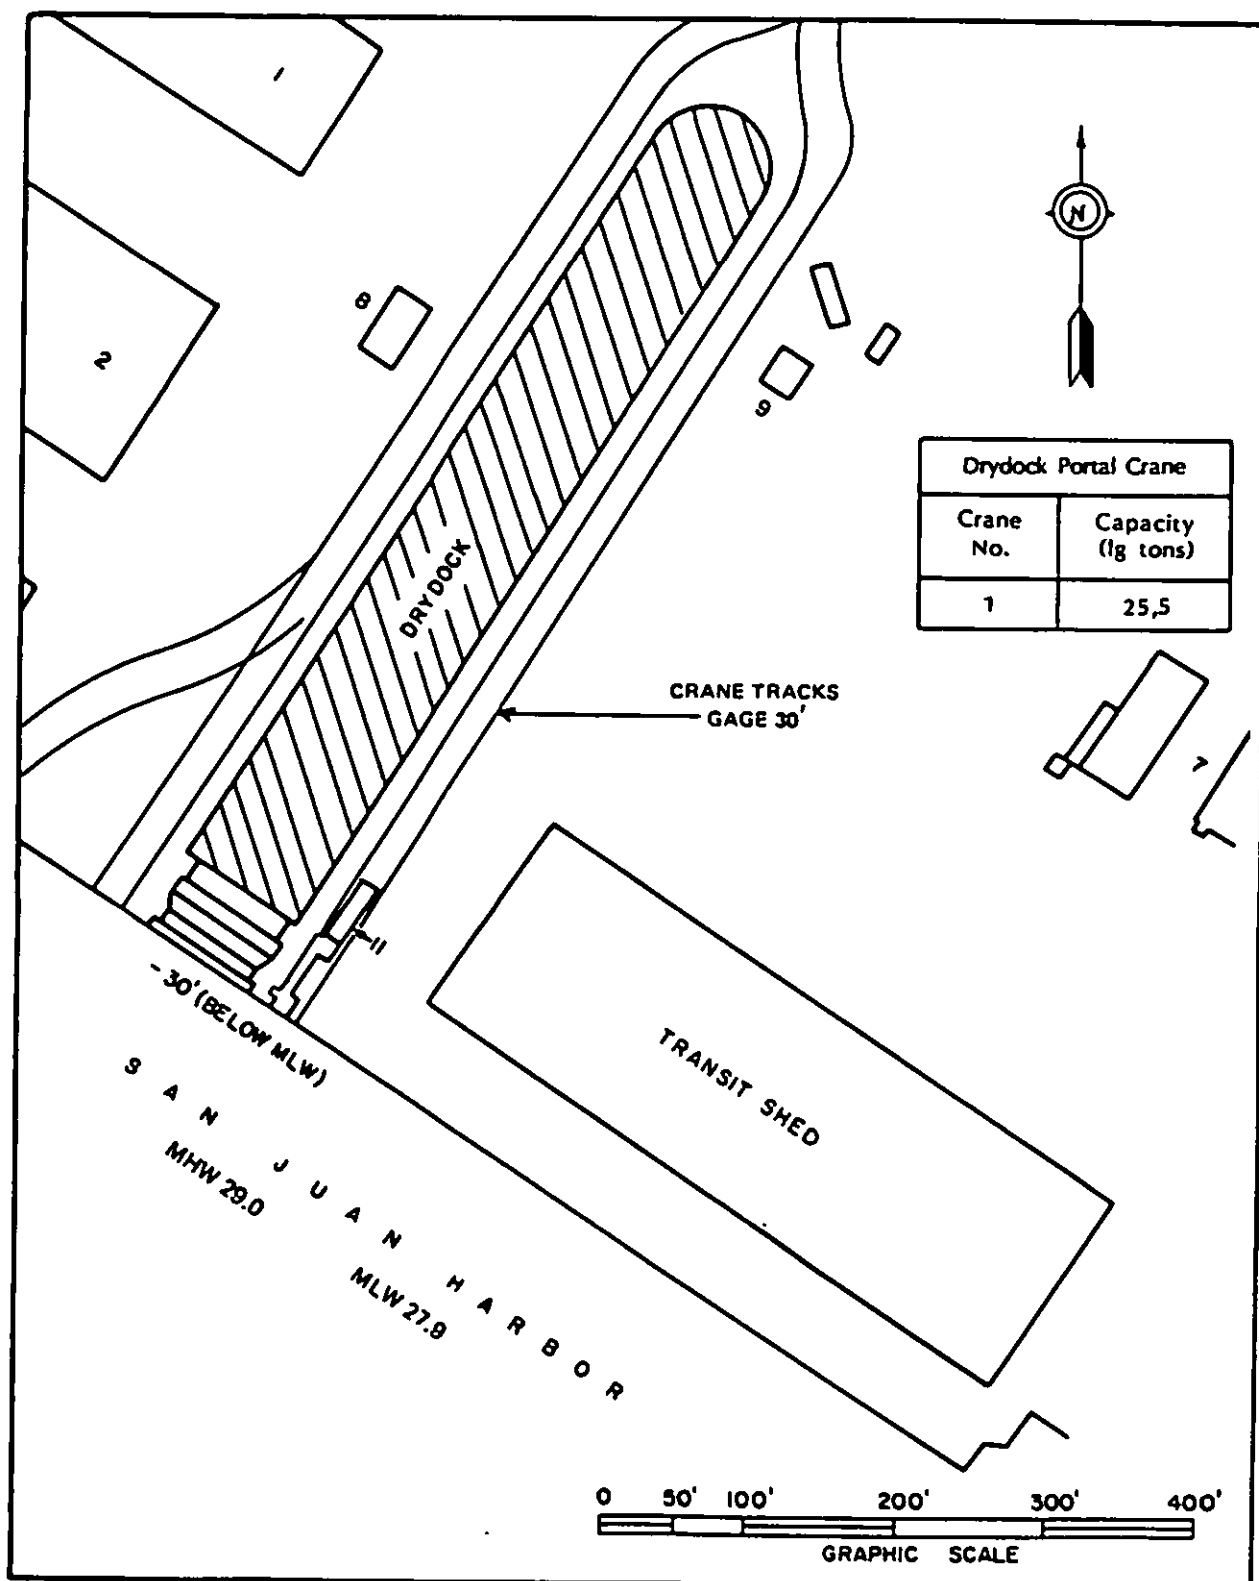 1
2
8
9
N
Drydock Portal Crane
Crane No.
Capacity (lg tons)
1
25,5
DRYDOCK
CRANE TRACKS
GAGE 30'
7
11
- 30' (BELOW MLW)
TRANSIT SHED
SAN JUAN HARBOR
MHW 29.0
MLW 27.9
0 50' 100' 200' 300' 400'
GRAPHIC SCALE